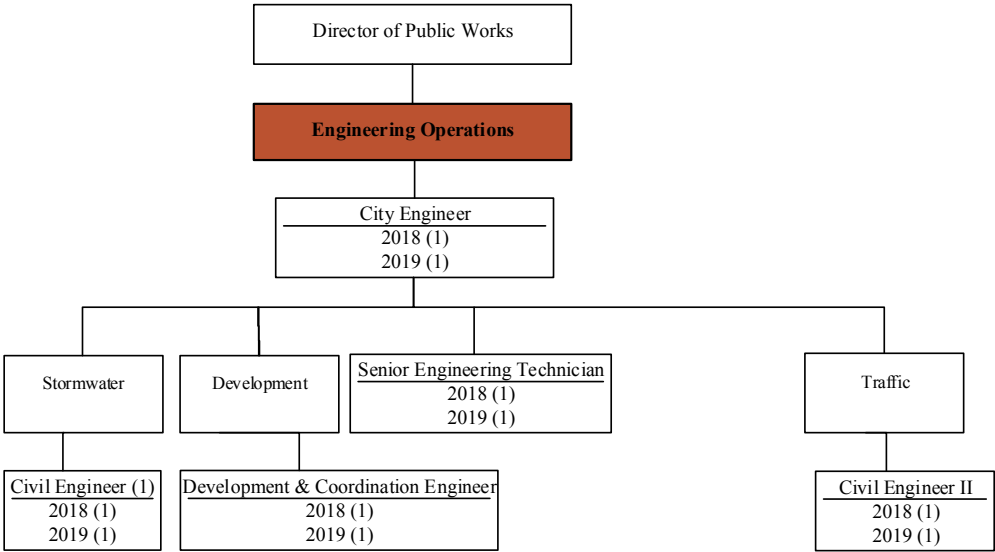 Director of Public Works
Engineering Operations
City Engineer
2018 (1)
2019 (1)
Stormwater
Development
Senior Engineering Technician
2018 (1)
2019 (1)
Traffic
Civil Engineer (1)
2018 (1)
2019 (1)
Development & Coordination Engineer
2018 (1)
2019 (1)
Civil Engineer II
2018 (1)
2019 (1)